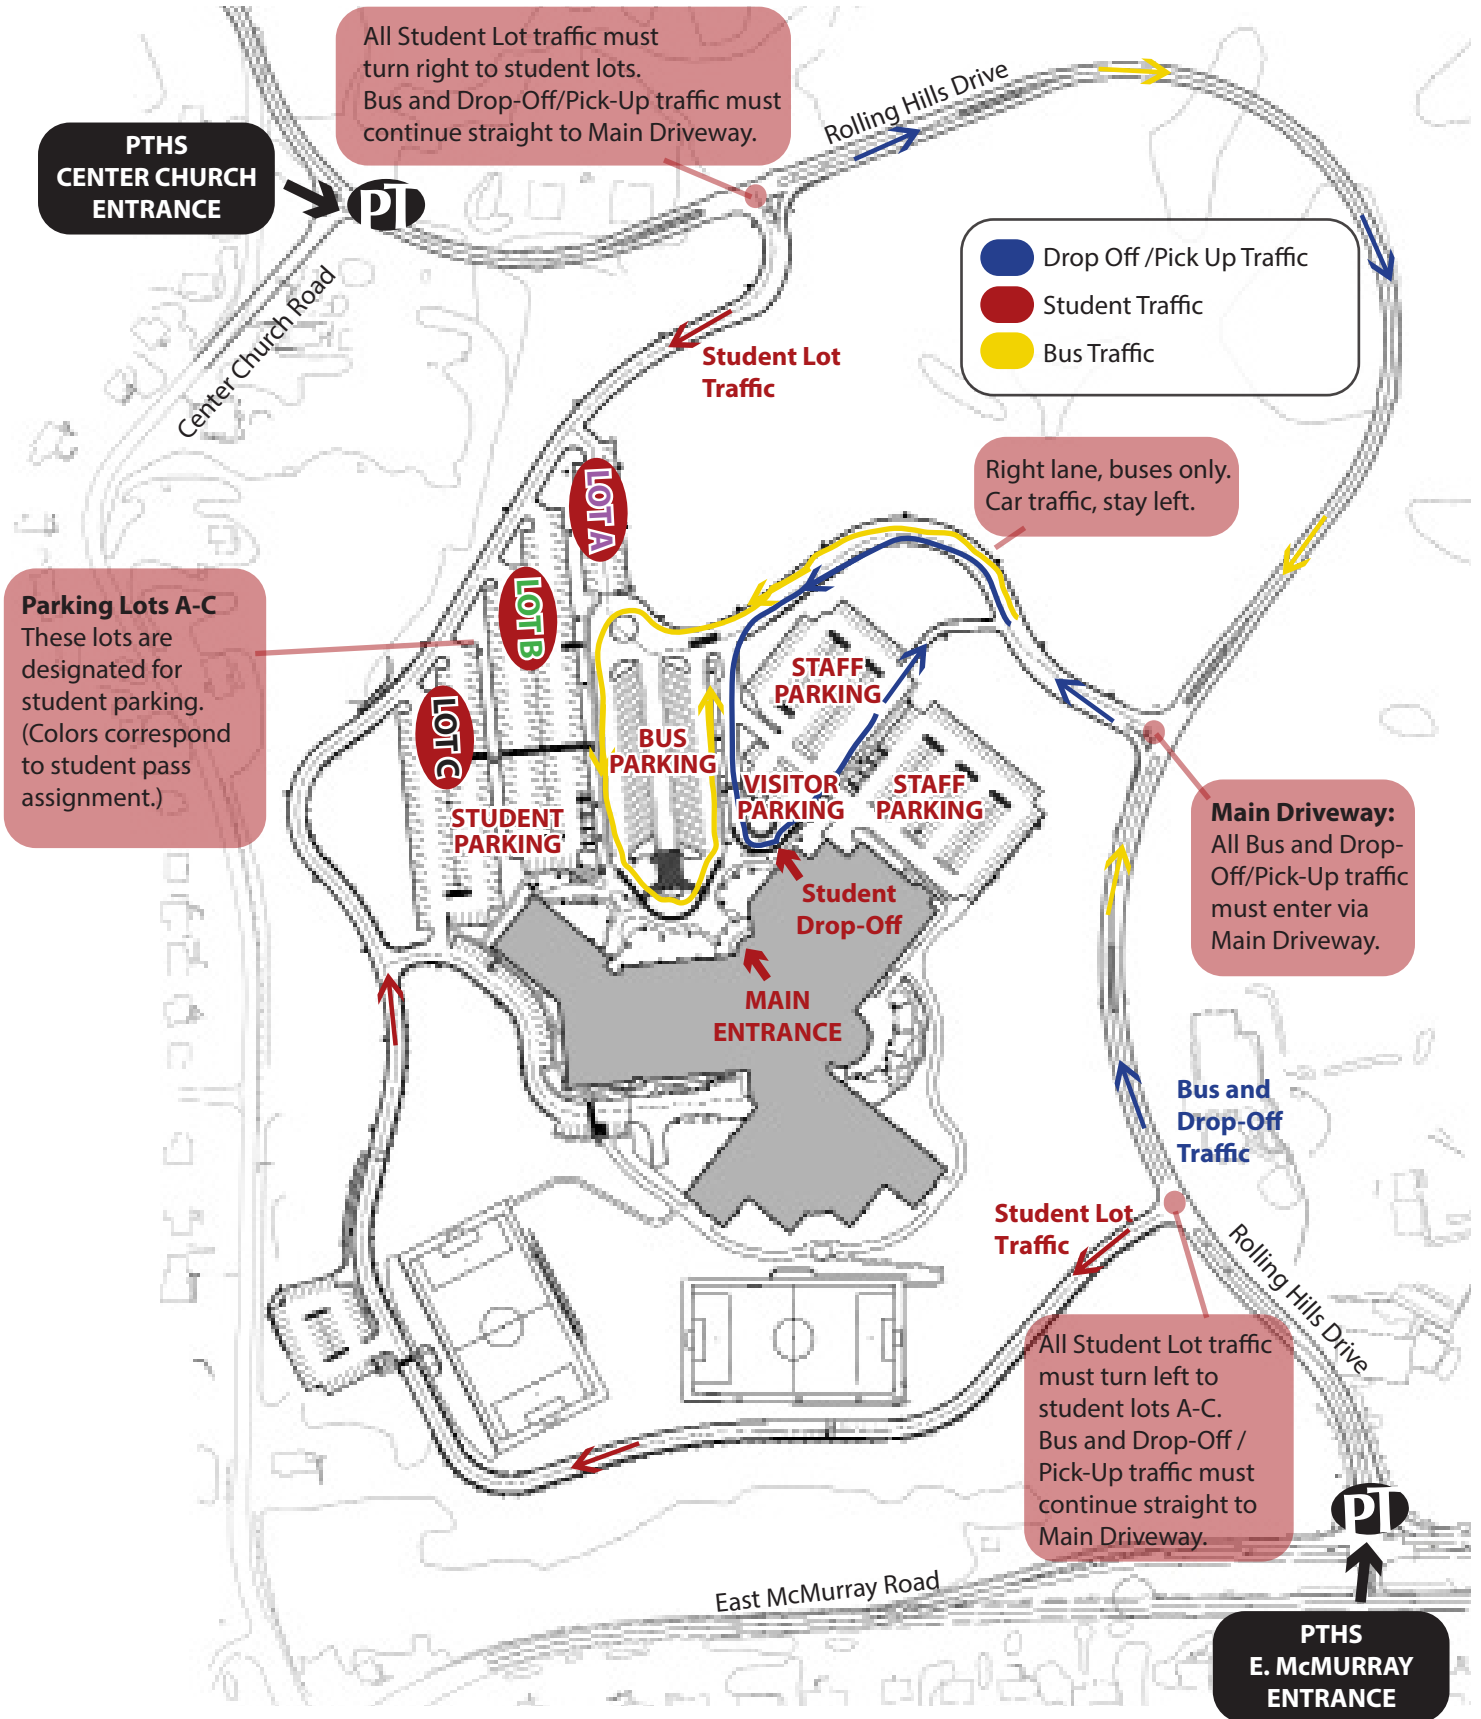 All Student Lot traffic must
turn right to student lots.
Bus and Drop-Off/Pick-Up traffic must
continue straight to Main Driveway.
Rolling Hills Drive
PTHS
CENTER CHURCH
ENTRANCE
PT
Center Church Road
Drop Off /Pick Up Traffic
Student Traffic
Bus Traffic
Student Lot
Traffic
Right lane, buses only.
Car traffic, stay left.
LOT A
LOT B
LOT C
Parking Lots A-C
These lots are
designated for
student parking.
(Colors correspond
to student pass
assignment.)
STAFF
PARKING
BUS
PARKING
VISITOR
PARKING
STAFF
PARKING
STUDENT
PARKING
Main Driveway:
All Bus and Drop-
Off/Pick-Up traffic
must enter via
Main Driveway.
Student
Drop-Off
MAIN
ENTRANCE
Bus and
Drop-Off
Traffic
Student Lot
Traffic
Rolling Hills Drive
All Student Lot traffic
must turn left to
student lots A-C.
Bus and Drop-Off /
Pick-Up traffic must
continue straight to
Main Driveway.
PT
East McMurray Road
PTHS
E. McMURRAY
ENTRANCE